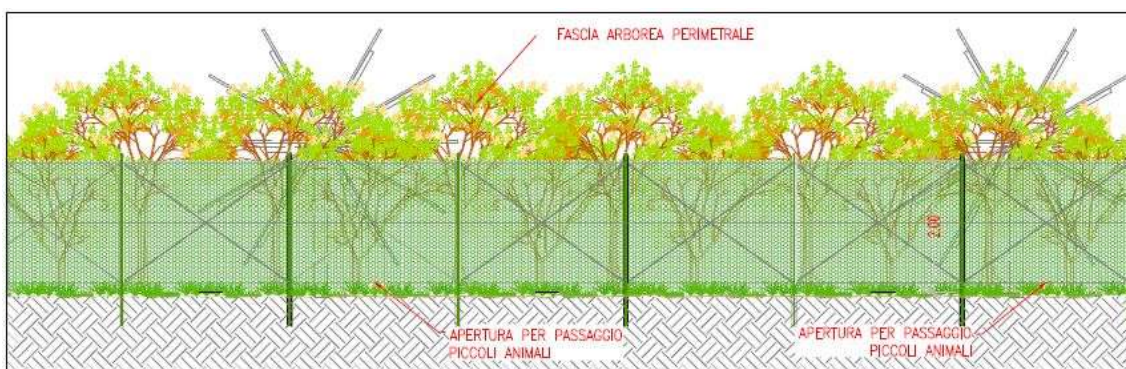 FASCIA ARBOREA PERIMETRALE
2.00
APERTURA PER PASSAGGIO
PICCOLI ANIMALI
APERTURA PER PASSAGGIO
PICCOLI ANIMALI